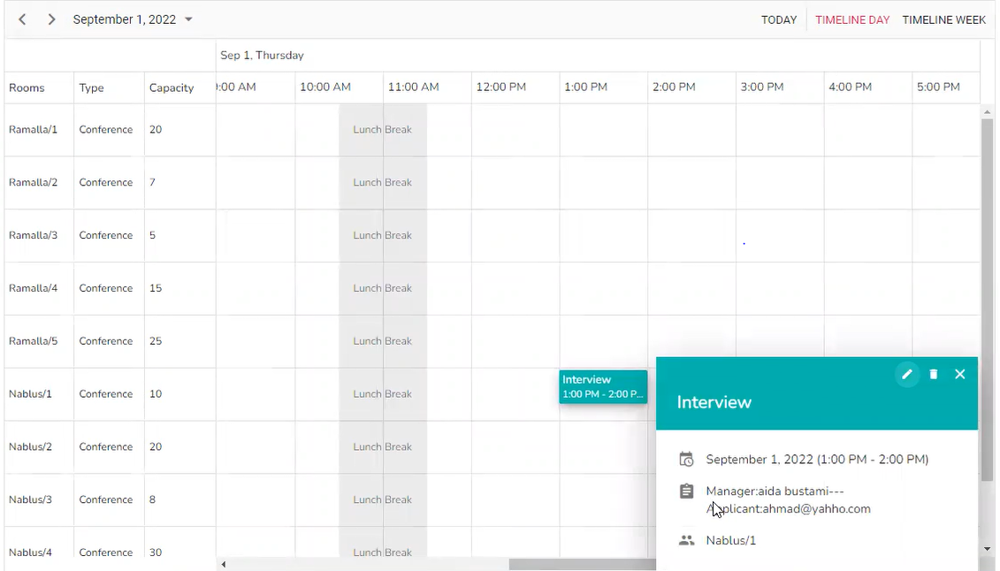 September 1, 2022
TODAY TIMELINE DAY TIMELINE WEEK
Sep 1, Thursday
Rooms Type Capacity 9:00 AM 10:00 AM 11:00 AM 12:00 PM 1:00 PM 2:00 PM 3:00 PM 4:00 PM 5:00 PM
Ramalla/1 Conference 20 Lunch Break
Ramalla/2 Conference 7 Lunch Break
Ramalla/3 Conference 5 Lunch Break
Ramalla/4 Conference 15 Lunch Break
Ramalla/5 Conference 25 Lunch Break
Nablus/1 Conference 10 Lunch Break
Interview
1:00 PM - 2:00 P...
Nablus/2 Conference 20 Lunch Break
Nablus/3 Conference 8 Lunch Break
Nablus/4 Conference 30 Lunch Break
Interview
September 1, 2022 (1:00 PM - 2:00 PM)
Manager:aida bustami---
Applicant:ahmad@yahho.com
Nablus/1